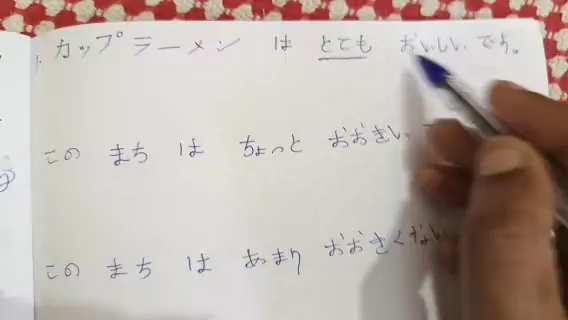 カップラーメン は とても おいしいです。
この まち は ちょっと おおきい
この まち は あまり おおきくない